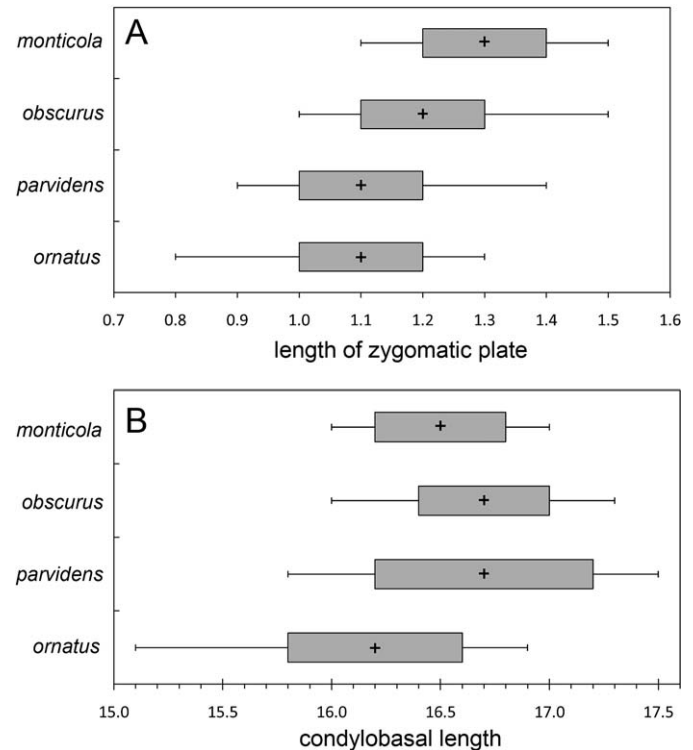 A
monticola
obscurus
parvidens
ornatus
0.7 0.8 0.9 1.0 1.1 1.2 1.3 1.4 1.5 1.6
length of zygomatic plate
B
monticola
obscurus
parvidens
ornatus
15.0 15.5 16.0 16.5 17.0 17.5
condylobasal length